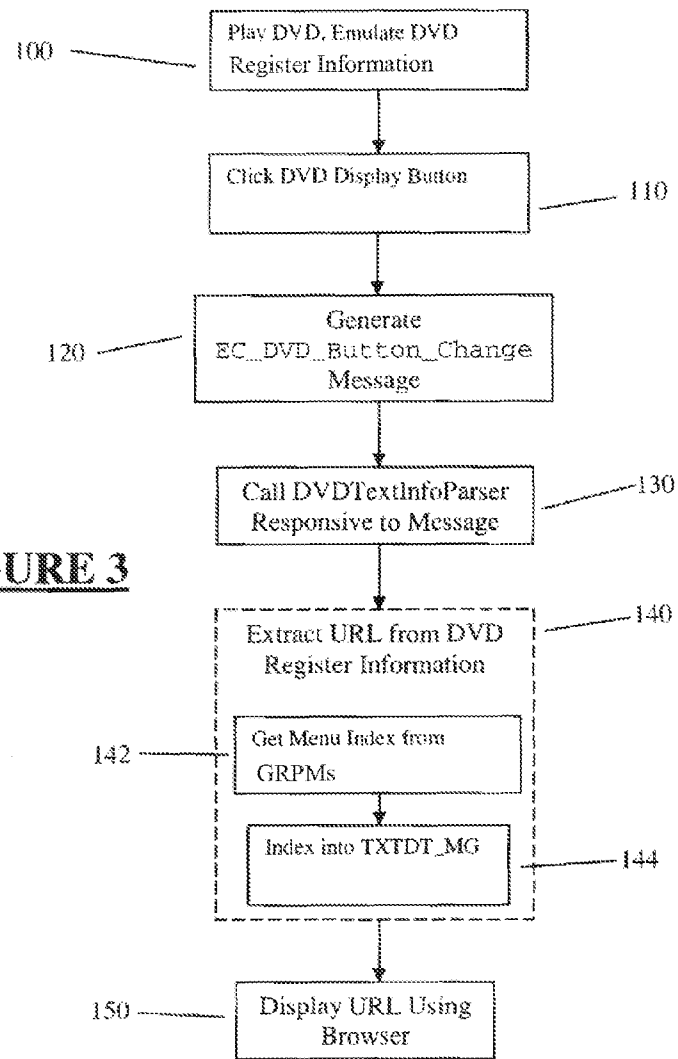 Play DVD, Emulate DVD
Register Information
100
Click DVD Display Button
110
Generate
EC_DVD_Button_Change
Message
120
Call DVDTextInfoParser
Responsive to Message
130
URE 3
Extract URL from DVD
Register Information
140
Get Menu Index from
GRPMs
142
Index into TXTDT_MG
144
Display URL Using
Browser
150